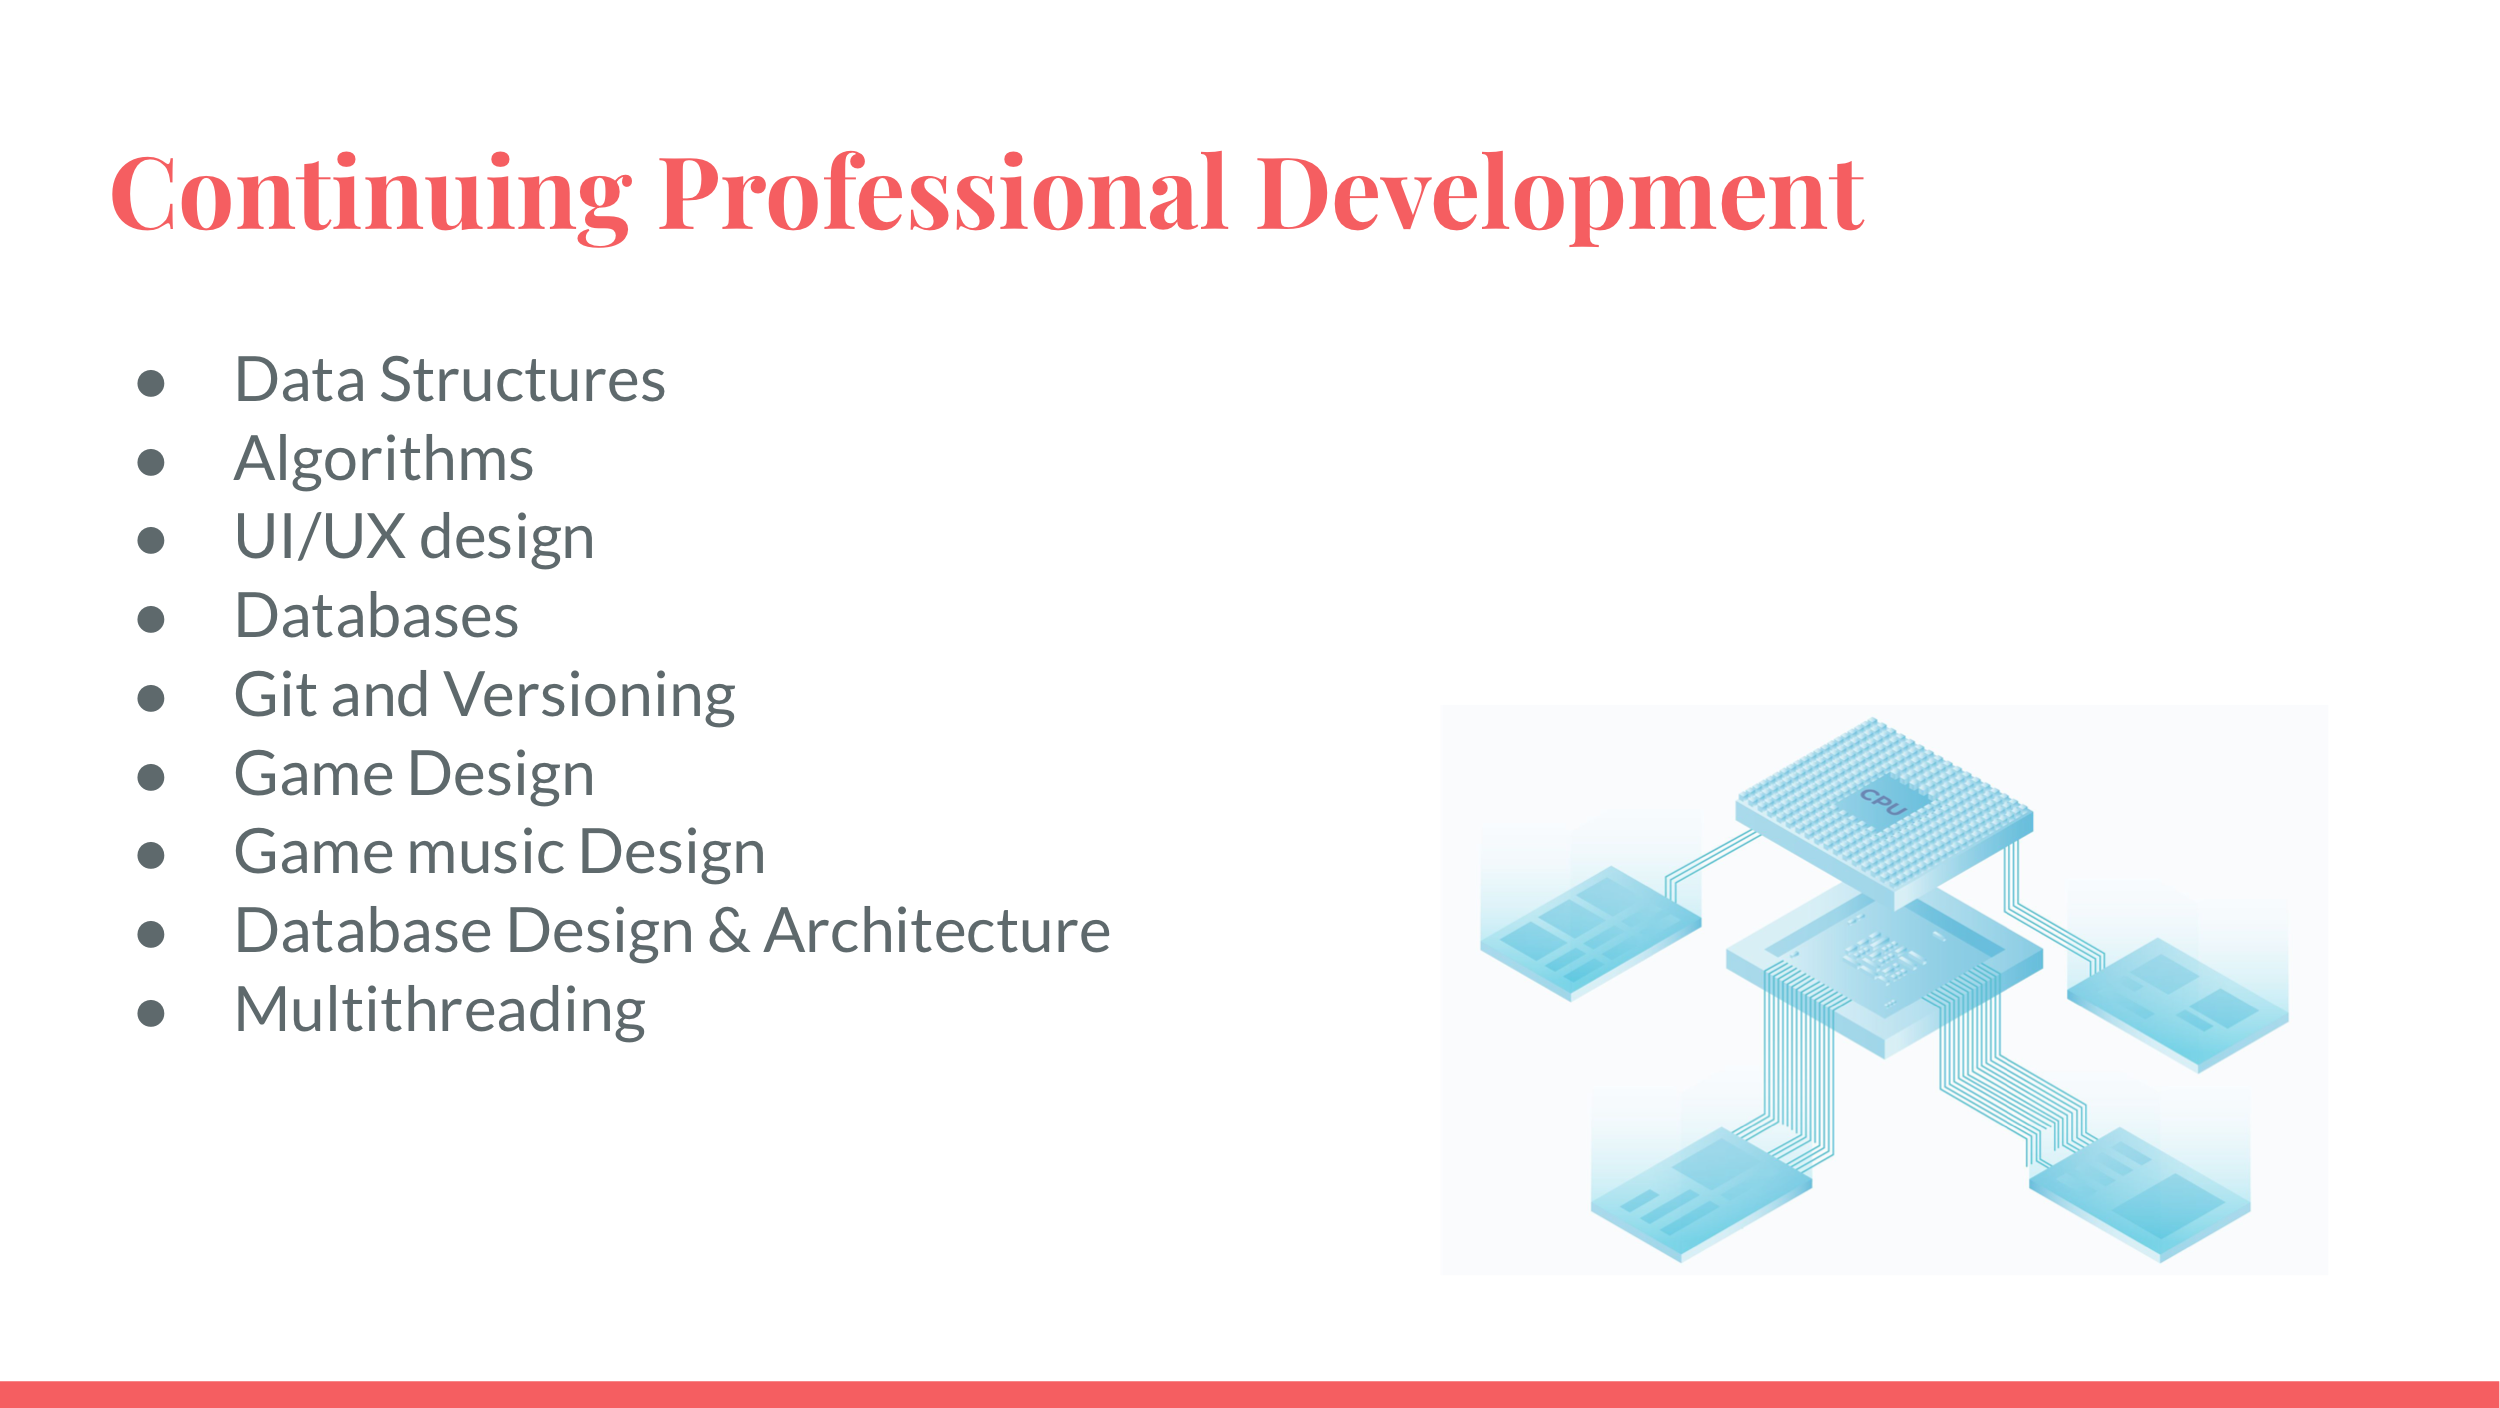 Continuing Professional Development
● Data Structures
● Algorithms
● UI/UX design
● Databases
● Git and Versioning
● Game Design
● Game music Design
● Database Design & Architecture
● Multithreading
CPU